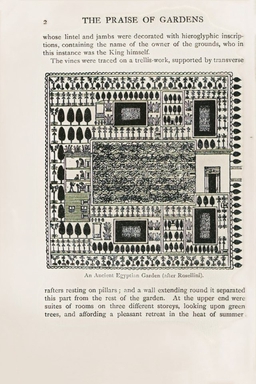 2
THE PRAISE OF GARDENS
whose lintel and jambs were decorated with hieroglyphic inscrip-
tions, containing the name of the owner of the grounds, who in
this instance was the King himself.
The vines were traced on a trellis-work, supported by transverse
An Ancient Egyptian Garden (after Rosellini).
rafters resting on pillars ; and a wall extending round it separated
this part from the rest of the garden. At the upper end were
suites of rooms on three different storeys, looking upon green
trees, and affording a pleasant retreat in the heat of summer